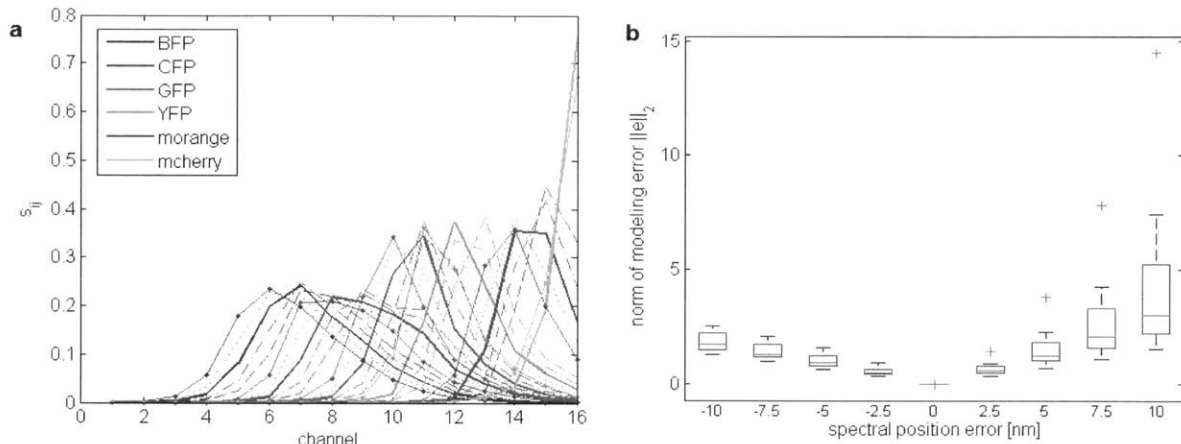 a
0.8
0.7
0.6
0.5
0.4
0.3
0.2
0.1
0
s_ij
BFP
CFP
GFP
YFP
morange
mcherry
0 2 4 6 8 10 12 14 16
channel
b
15
10
5
0
norm of modeling error ||e||_2
-10 -7.5 -5 -2.5 0 2.5 5 7.5 10
spectral position error [nm]